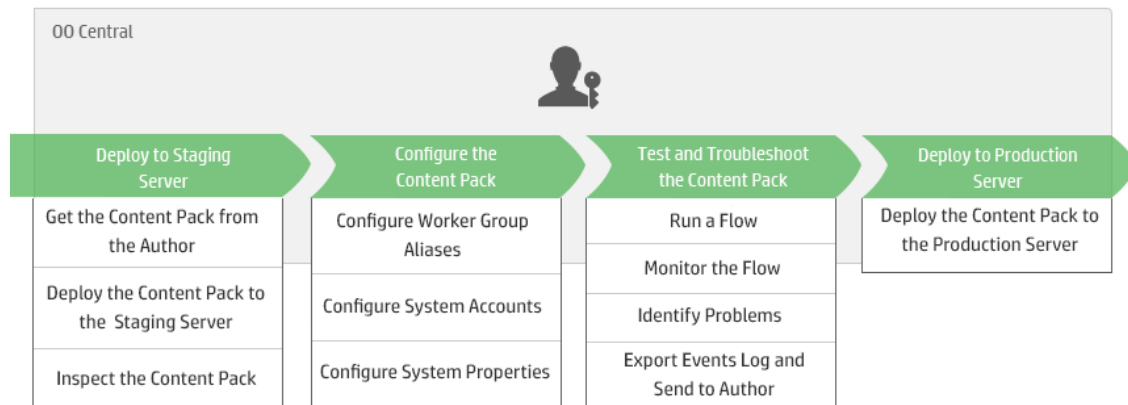 OO Central
Deploy to Staging
Server
Configure the
Content Pack
Test and Troubleshoot
the Content Pack
Deploy to Production
Server
Get the Content Pack from
the Author
Deploy the Content Pack to
the Staging Server
Inspect the Content Pack
Configure Worker Group
Aliases
Configure System Accounts
Configure System Properties
Run a Flow
Monitor the Flow
Identify Problems
Export Events Log and
Send to Author
Deploy the Content Pack to
the Production Server